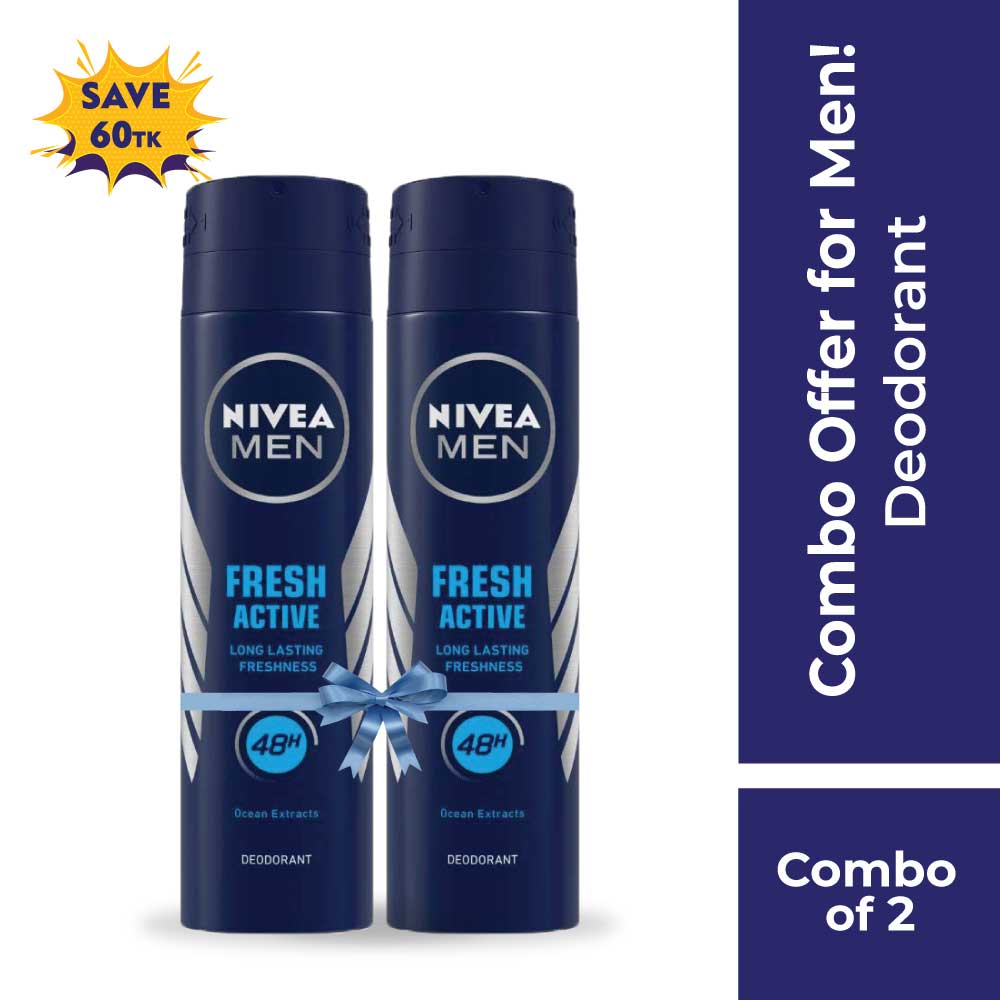 SAVE
60TK
NIVEA
MEN
FRESH
ACTIVE
LONG LASTING
FRESHNESS
48H
Ocean Extracts
DEODORANT
NIVEA
MEN
FRESH
ACTIVE
LONG LASTING
FRESHNESS
48H
Ocean Extracts
DEODORANT
Combo Offer for Men!
Deodorant
Combo
of 2